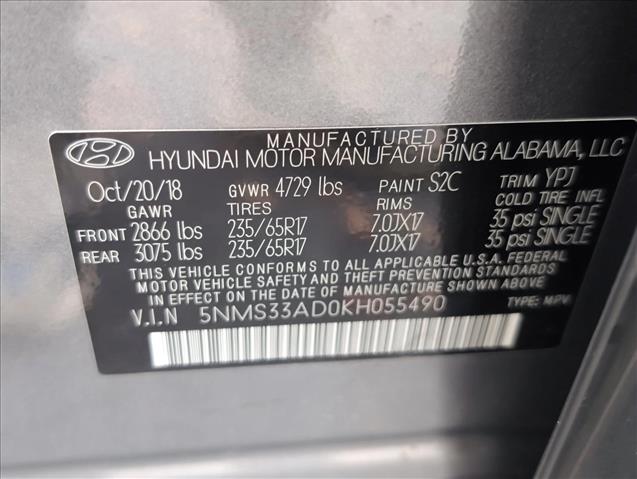 MANUFACTURED BY
HYUNDAI MOTOR MANUFACTURING ALABAMA, LLC
Oct/20/18 GVWR 4729 lbs PAINT S2C TRIM YPJ
GAWR TIRES RIMS COLD TIRE INFL
FRONT 2866 lbs 235/65R17 7.0JX17 35 psi SINGLE
REAR 3075 lbs 235/65R17 7.0JX17 35 psi SINGLE
THIS VEHICLE CONFORMS TO ALL APPLICABLE U.S.A. FEDERAL
MOTOR VEHICLE SAFETY AND THEFT PREVENTION STANDARDS
IN EFFECT ON THE DATE OF MANUFACTURE SHOWN ABOVE
V.I.N 5NMS33AD0KH055490 TYPE: MPV